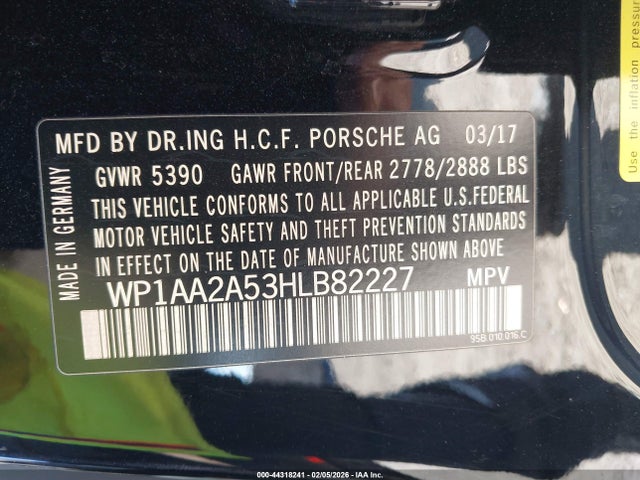 MFD BY DR.ING H.C.F. PORSCHE AG 03/17
GVWR 5390 GAWR FRONT/REAR 2778/2888 LBS
THIS VEHICLE CONFORMS TO ALL APPLICABLE U.S.FEDERAL
MOTOR VEHICLE SAFETY AND THEFT PREVENTION STANDARDS
IN EFFECT ON THE DATE OF MANUFACTURE SHOWN ABOVE
WP1AA2A53HLB82227 MPV
95B 010 016 C
MADE IN GERMANY
Use the inflation pressur
000-44318241 - 02/05/2026 - IAA Inc.